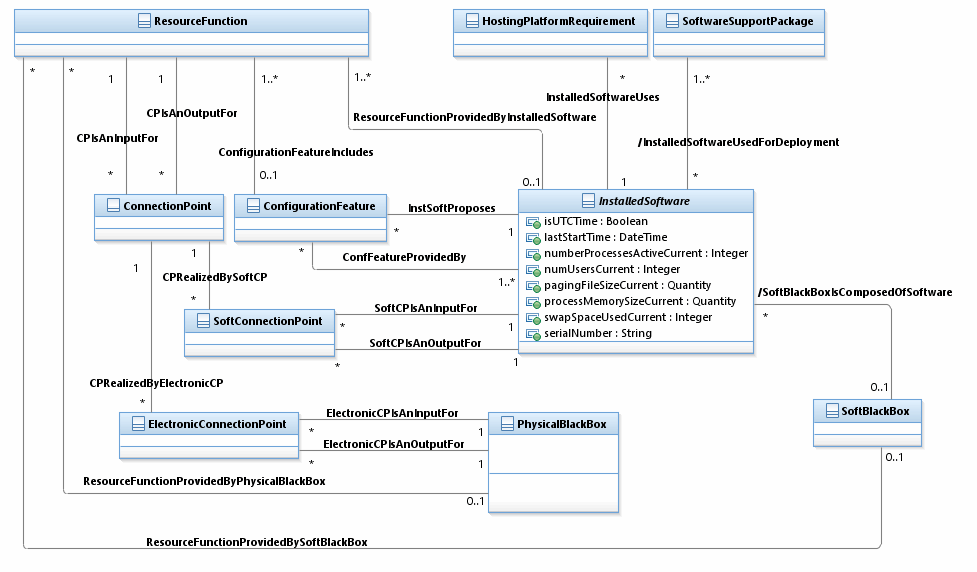 ResourceFunction
HostingPlatformRequirement
SoftwareSupportPackage
*
*
1
1
1..*
1..*
*
1..*
InstalledSoftwareUses
CPIsAnOutputFor
ResourceFunctionProvidedByInstalledSoftware
CPIsAnInputFor
/InstalledSoftwareUsedForDeployment
ConfigurationFeatureIncludes
*
*
0..1
0..1
1
*
ConnectionPoint
ConfigurationFeature
InstalledSoftware
InstSoftProposes
*
1
isUTCTime : Boolean
lastStartTime : DateTime
numberProcessesActiveCurrent : Integer
numUsersCurrent : Integer
pagingFileSizeCurrent : Quantity
processMemorySizeCurrent : Quantity
swapSpaceUsedCurrent : Integer
serialNumber : String
1
1
*
ConfFeatureProvidedBy
1..*
CPRealizedBySoftCP
*
/SoftBlackBoxIsComposedOfSoftware
*
SoftConnectionPoint
SoftCPIsAnInputFor
*
1
SoftCPIsAnOutputFor
*
1
CPRealizedByElectronicCP
*
0..1
SoftBlackBox
0..1
ElectronicConnectionPoint
ElectronicCPIsAnInputFor
*
1
PhysicalBlackBox
ElectronicCPIsAnOutputFor
*
1
ResourceFunctionProvidedByPhysicalBlackBox
0..1
ResourceFunctionProvidedBySoftBlackBox